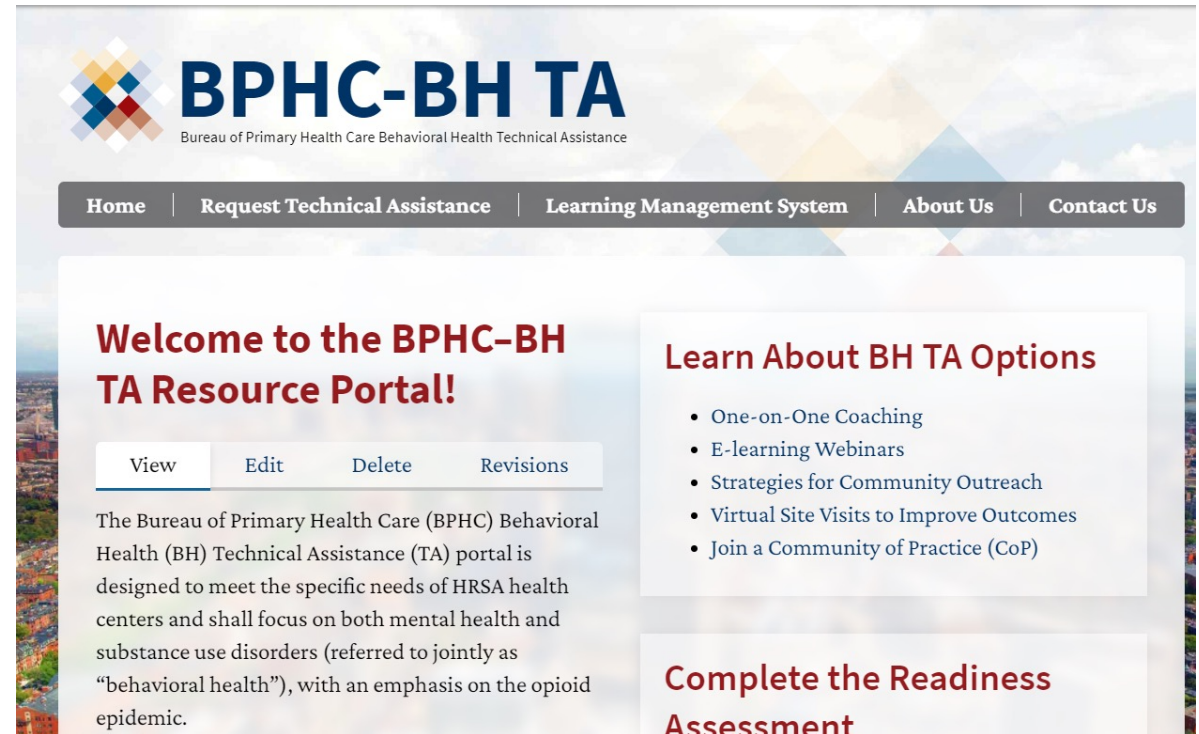 BPHC-BH TA
Bureau of Primary Health Care Behavioral Health Technical Assistance
Home Request Technical Assistance Learning Management System About Us Contact Us
Welcome to the BPHC–BH
TA Resource Portal!
View Edit Delete Revisions
The Bureau of Primary Health Care (BPHC) Behavioral
Health (BH) Technical Assistance (TA) portal is
designed to meet the specific needs of HRSA health
centers and shall focus on both mental health and
substance use disorders (referred to jointly as
“behavioral health”), with an emphasis on the opioid
epidemic.
Learn About BH TA Options
• One-on-One Coaching
• E-learning Webinars
• Strategies for Community Outreach
• Virtual Site Visits to Improve Outcomes
• Join a Community of Practice (CoP)
Complete the Readiness
Assessment